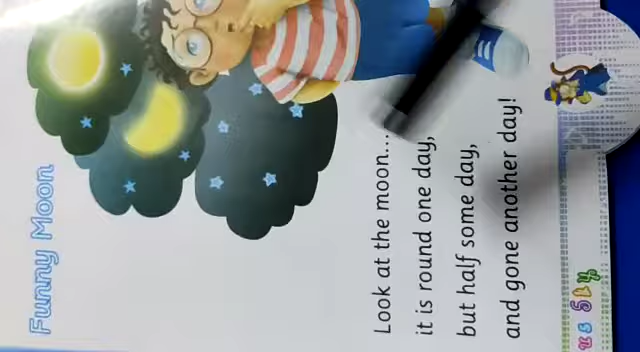 Funny Moon
Look at the moon...
it is round one day,
but half some day,
and gone another day!